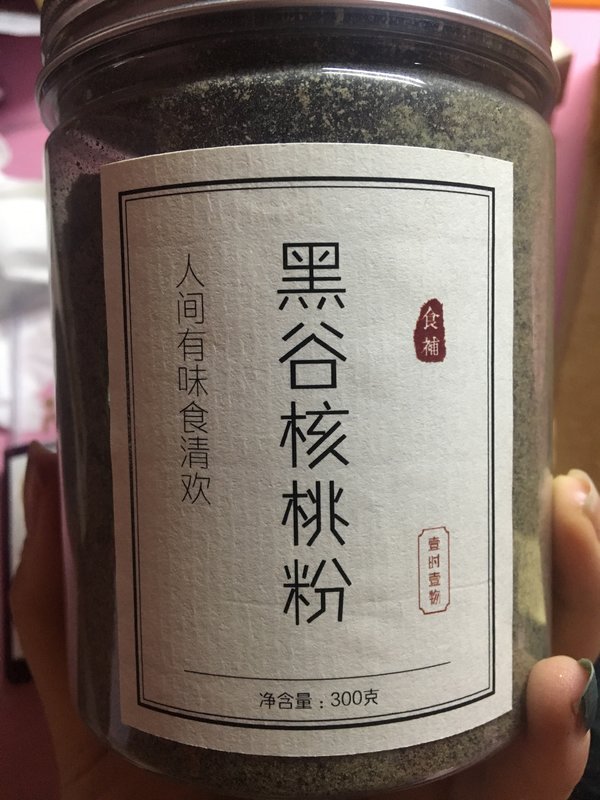 黑谷核桃粉
人间有味食清欢
食補
壹时壹物
净含量：300克